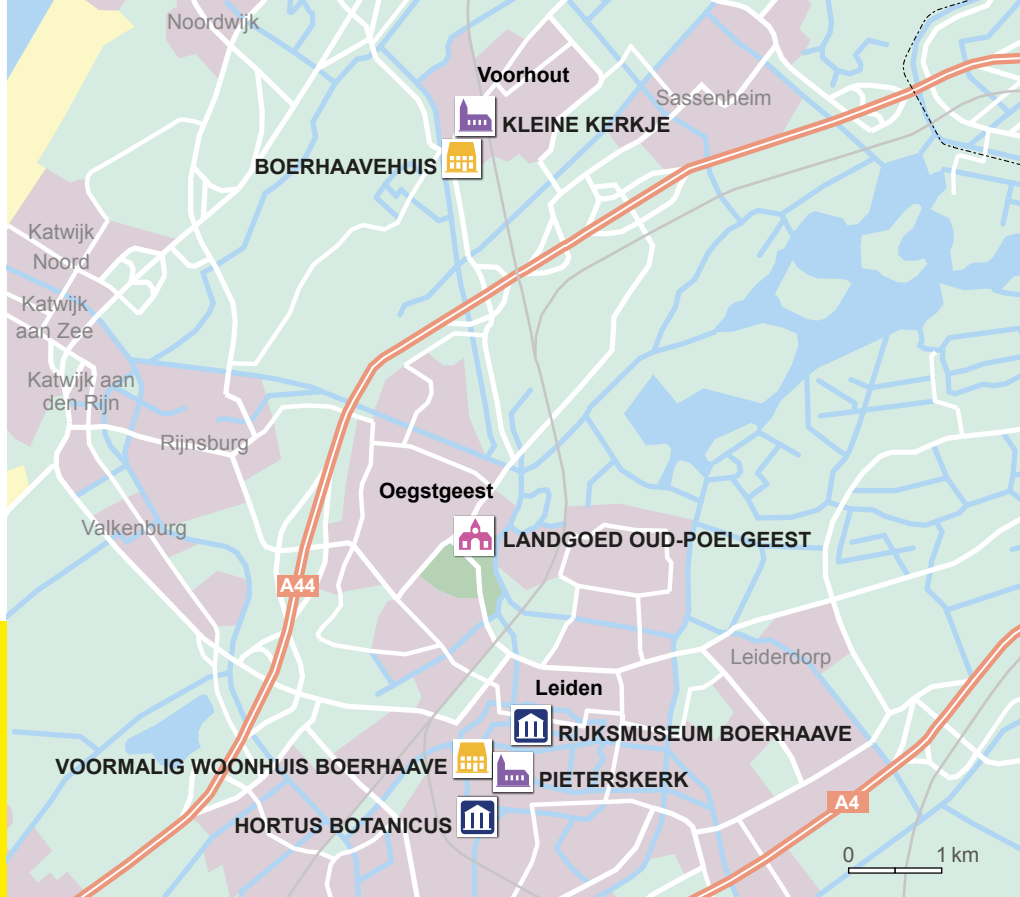 Noordwijk
Voorhout
Sassenheim
KLEINE KERKJE
BOERHAAVEHUIS
Katwijk
Noord
Katwijk
aan Zee
Katwijk aan
den Rijn
Rijnsburg
Oegstgeest
Valkenburg
LANDGOED OUD-POELGEEST
A44
Leiderdorp
Leiden
RIJKSMUSEUM BOERHAAVE
VOORMALIG WOONHUIS BOERHAAVE
PIETERSKERK
A4
HORTUS BOTANICUS
0 1 km